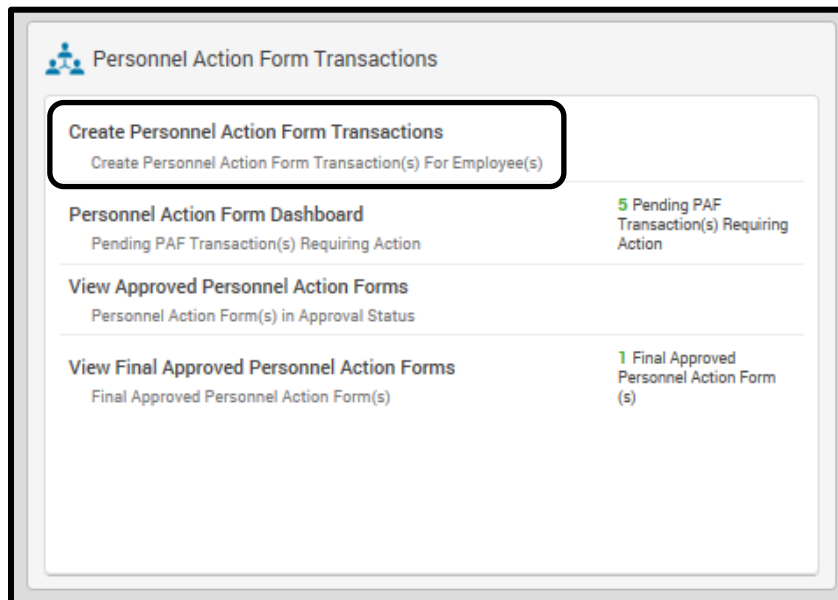 Personnel Action Form Transactions
Create Personnel Action Form Transactions
Create Personnel Action Form Transaction(s) For Employee(s)
Personnel Action Form Dashboard
Pending PAF Transaction(s) Requiring Action
5 Pending PAF
Transaction(s) Requiring
Action
View Approved Personnel Action Forms
Personnel Action Form(s) in Approval Status
View Final Approved Personnel Action Forms
Final Approved Personnel Action Form(s)
1 Final Approved
Personnel Action Form
(s)